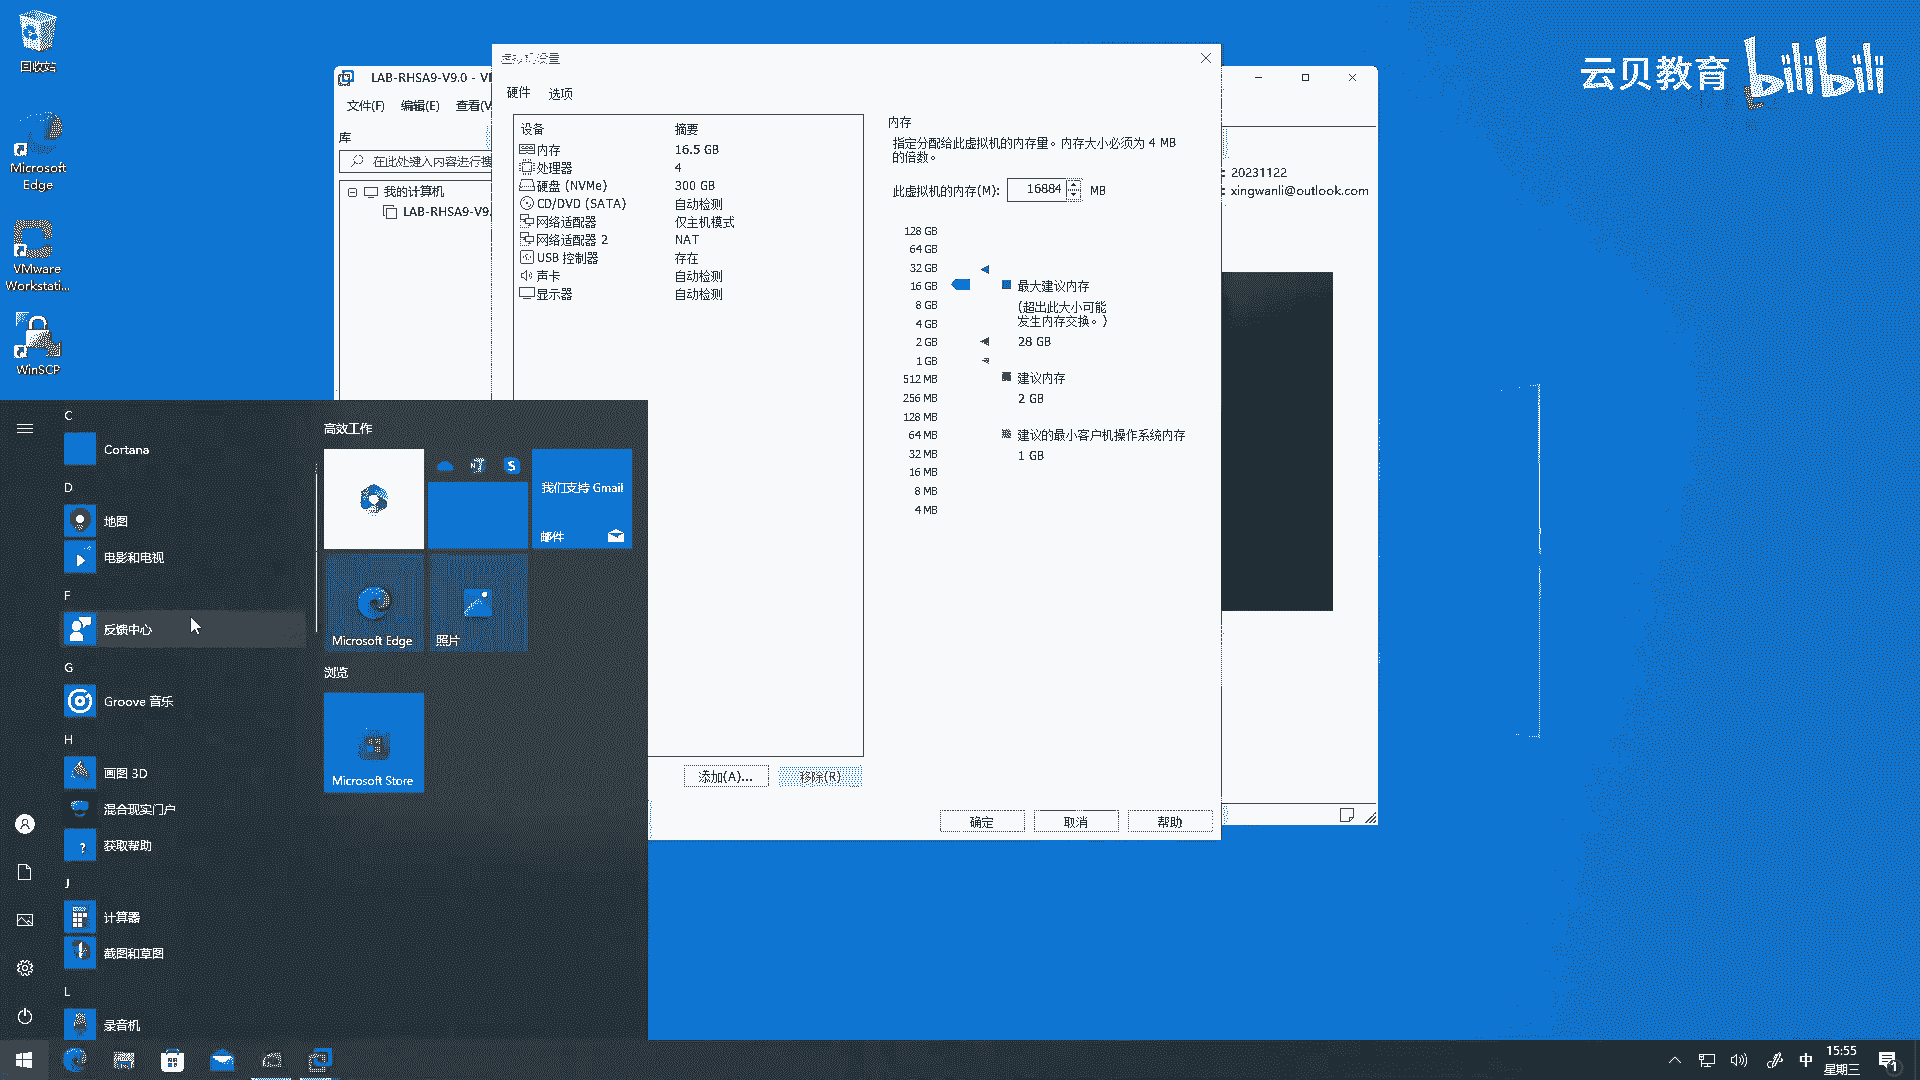 回收站
Microsoft
Edge
VMware
Workstati...
WinSCP
LAB-RHSA9-V9.0 - VI
文件(F) 编辑(E) 查看(V
库
在此处键入内容进行搜
我的计算机
LAB-RHSA9-V9.
虚拟机设置
硬件 选项
设备 摘要
内存 16.5 GB
处理器 4
硬盘 (NVMe) 300 GB
CD/DVD (SATA) 自动检测
网络适配器 仅主机模式
网络适配器 2 NAT
USB 控制器 存在
声卡 自动检测
显示器 自动检测
添加(A)... 移除(R)
内存
指定分配给此虚拟机的内存量。内存大小必须为 4 MB
的倍数。
此虚拟机的内存(M): 16884 MB
128 GB
64 GB
32 GB
16 GB
8 GB
4 GB
2 GB
1 GB
512 MB
256 MB
128 MB
64 MB
32 MB
16 MB
8 MB
4 MB
最大建议内存
(超出此大小可能
发生内存交换。)
28 GB
建议内存
2 GB
建议的最小客户机操作系统内存
1 GB
确定 取消 帮助
: 20231122
: xingwanli@outlook.com
云贝教育 bilibili
C
Cortana
D
地图
电影和电视
F
反馈中心
G
Groove 音乐
H
画图 3D
混合现实门户
获取帮助
J
计算器
截图和草图
L
录音机
高效工作
我们支持 Gmail
邮件
Microsoft Edge
照片
浏览
Microsoft Store
中
15:55
星期三
1